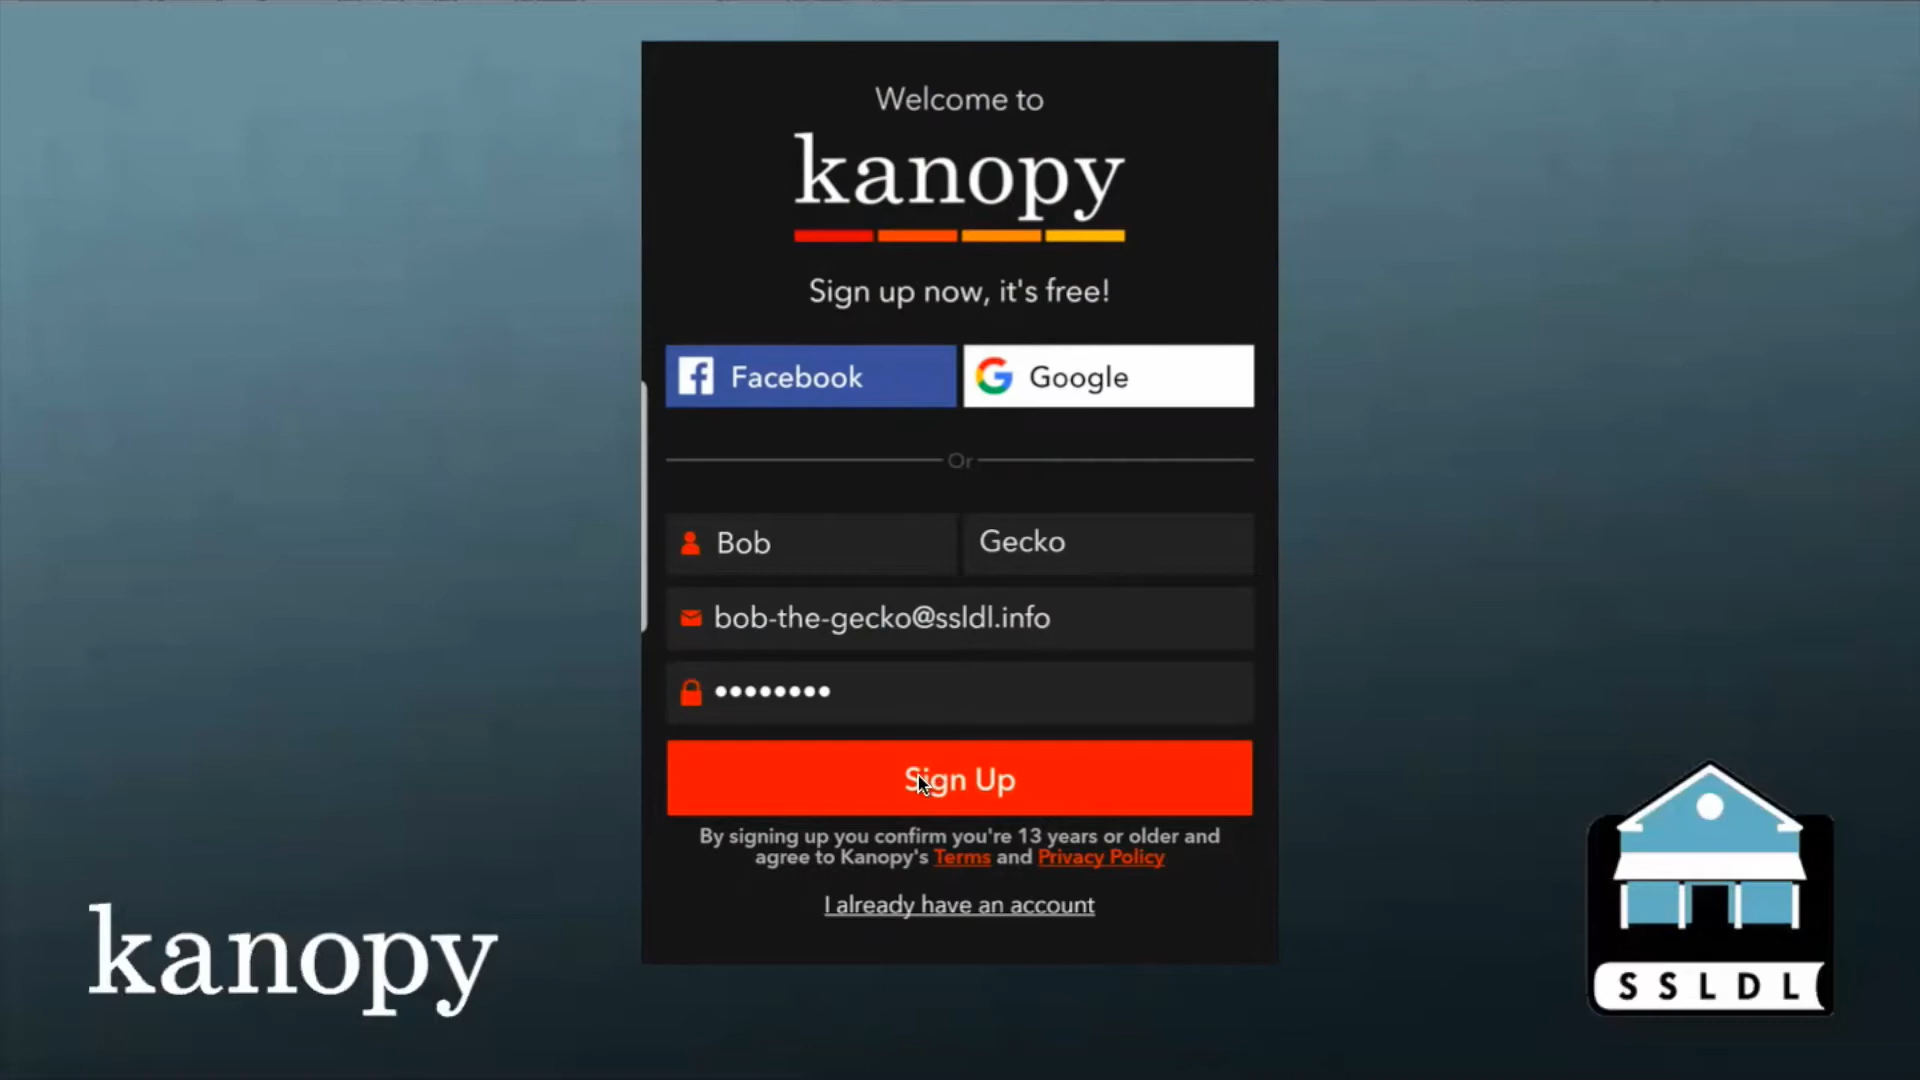 Welcome to
kanopy
Sign up now, it's free!
Facebook
Google
Or
Bob
Gecko
bob-the-gecko@ssldl.info
••••••••
Sign Up
By signing up you confirm you're 13 years or older and
agree to Kanopy's Terms and Privacy Policy
I already have an account
kanopy
SSLDL